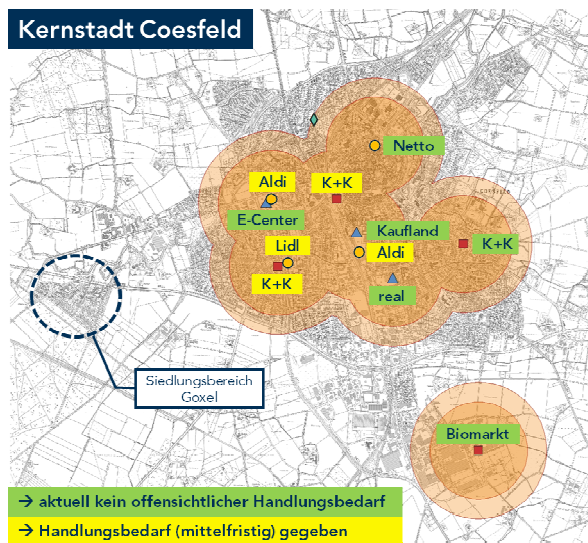 Kernstadt Coesfeld
Netto
Aldi
K+K
E-Center
Kaufland
K+K
Lidl
Aldi
K+K
real
Siedlungsbereich
Goxel
Biomarkt
→ aktuell kein offensichtlicher Handlungsbedarf
→ Handlungsbedarf (mittelfristig) gegeben